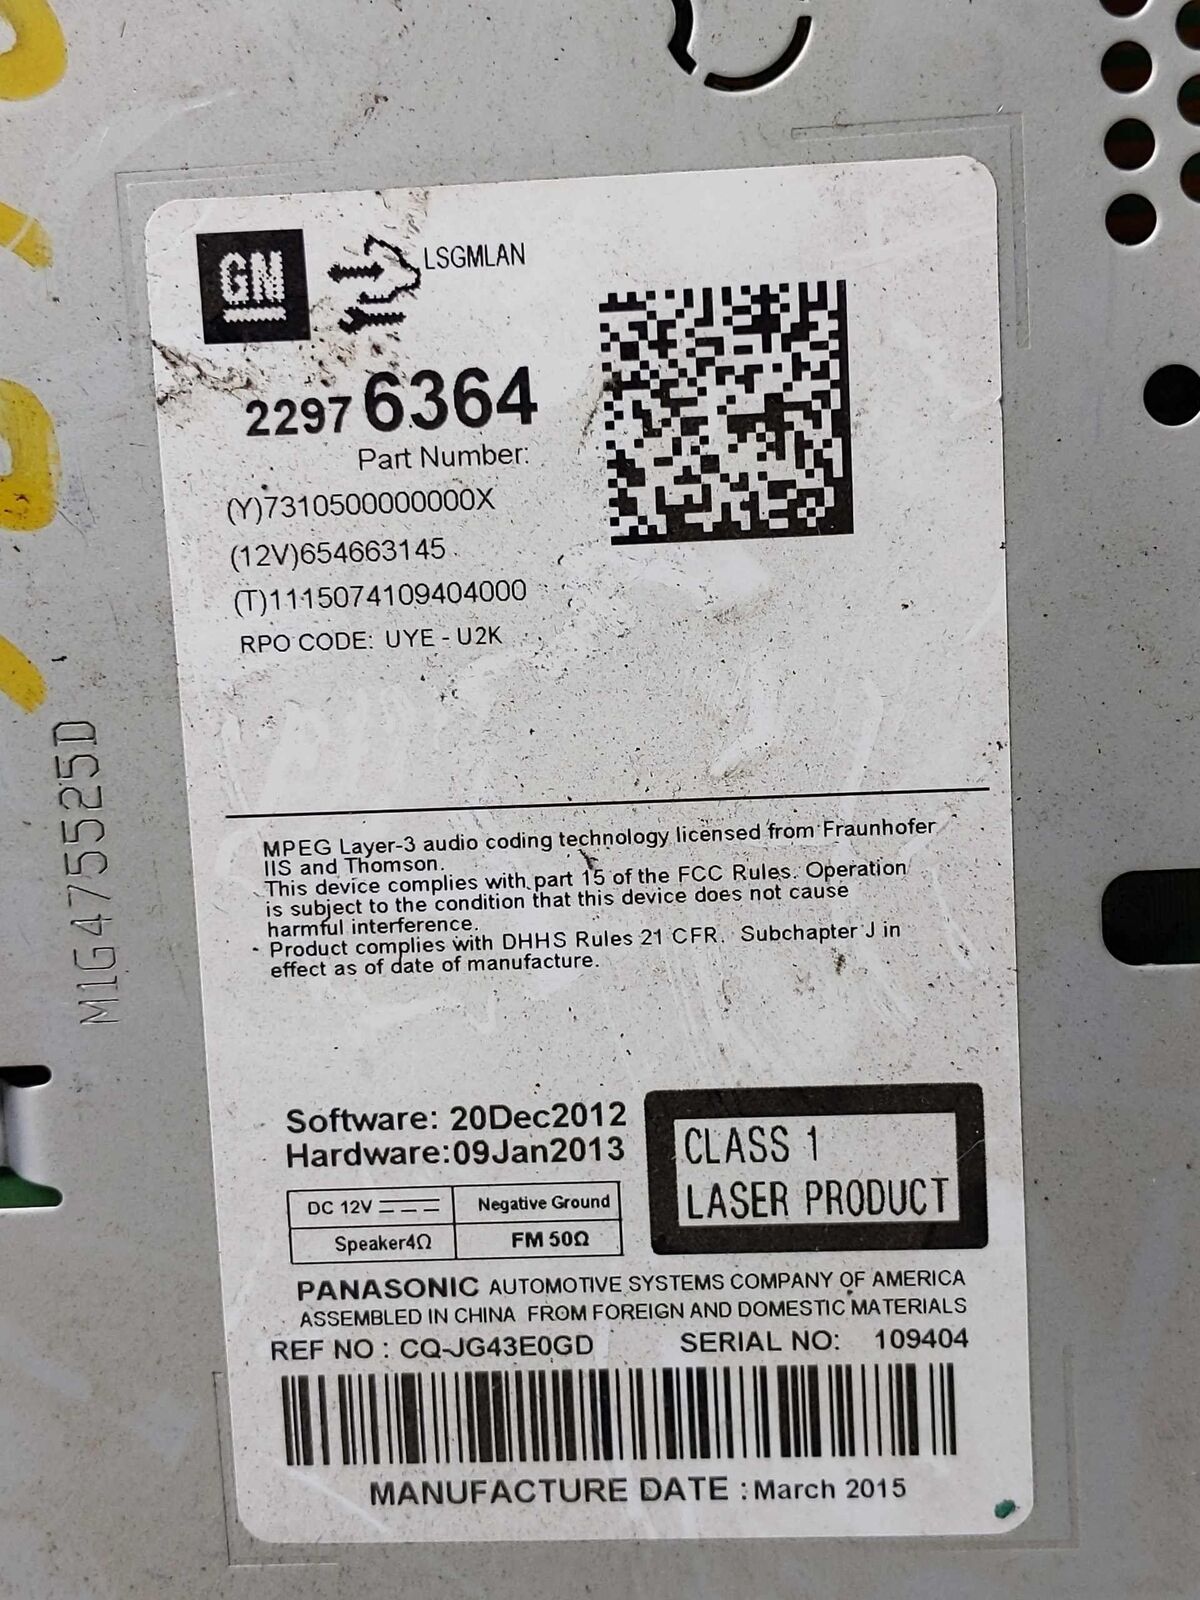 GM
LSGMLAN
22976364
Part Number:
(Y)7310500000000X
(12V)654663145
(T)1115074109404000
RPO CODE: UYE - U2K
M1G475525D
MPEG Layer-3 audio coding technology licensed from Fraunhofer
IIS and Thomson.
This device complies with part 15 of the FCC Rules. Operation
is subject to the condition that this device does not cause
harmful interference.
Product complies with DHHS Rules 21 CFR. Subchapter J in
effect as of date of manufacture.
Software: 20Dec2012
Hardware:09Jan2013
CLASS 1
LASER PRODUCT
DC 12V Negative Ground
Speaker4Ω FM 50Ω
PANASONIC AUTOMOTIVE SYSTEMS COMPANY OF AMERICA
ASSEMBLED IN CHINA FROM FOREIGN AND DOMESTIC MATERIALS
REF NO : CQ-JG43E0GD SERIAL NO: 109404
MANUFACTURE DATE : March 2015